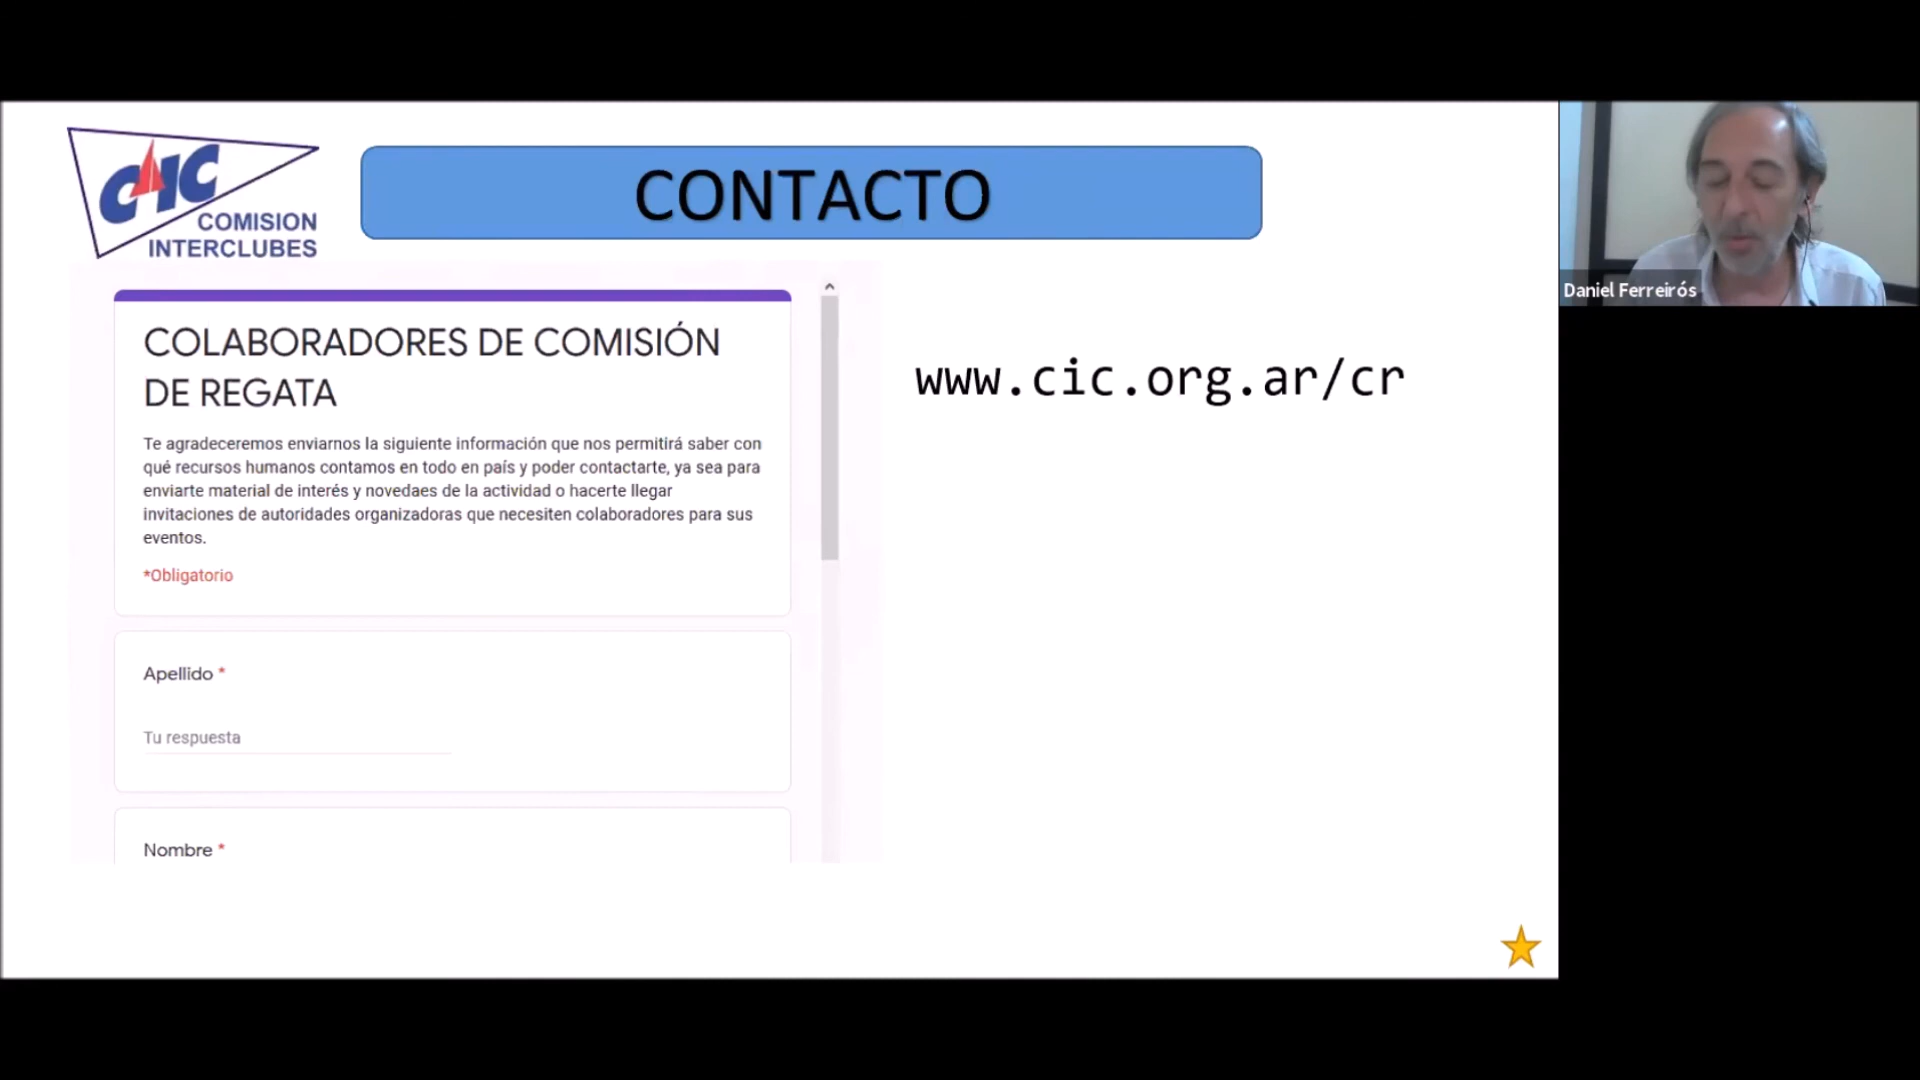 CIC
COMISION
INTERCLUBES
CONTACTO
COLABORADORES DE COMISIÓN
DE REGATA
Te agradeceremos enviarnos la siguiente información que nos permitirá saber con
qué recursos humanos contamos en todo en país y poder contactarte, ya sea para
enviarte material de interés y novedaes de la actividad o hacerte llegar
invitaciones de autoridades organizadoras que necesiten colaboradores para sus
eventos.
*Obligatorio
Apellido *
Tu respuesta
Nombre *
www.cic.org.ar/cr
Daniel Ferreirós